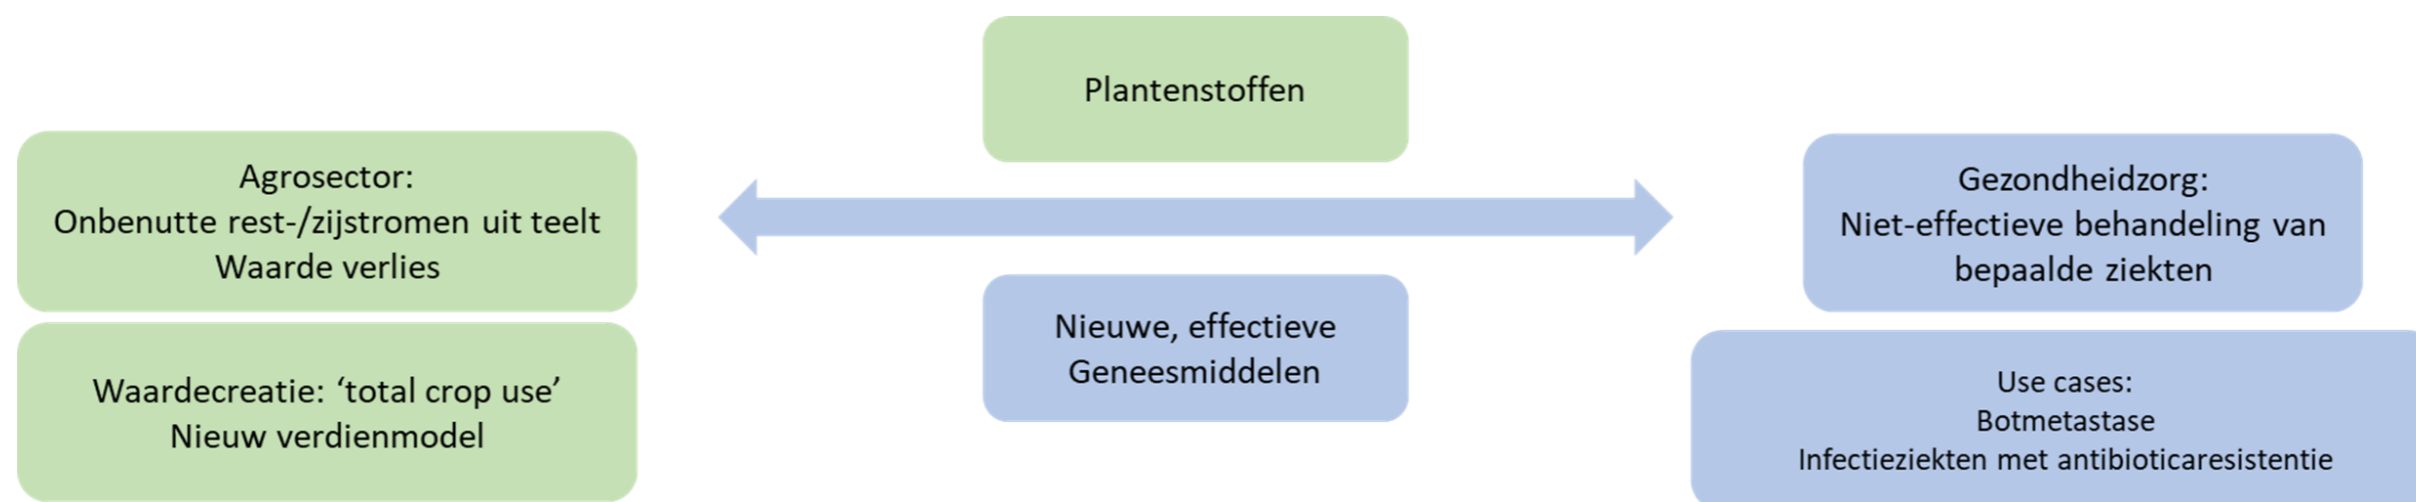 Plantenstoffen
Agrosector:
Onbenutte rest-/zijstromen uit teelt
Waarde verlies
Gezondheidzorg:
Niet-effectieve behandeling van
bepaalde ziekten
Nieuwe, effectieve
Geneesmiddelen
Waardecreatie: ‘total crop use’
Nieuw verdienmodel
Use cases:
Botmetastase
Infectieziekten met antibioticaresistentie